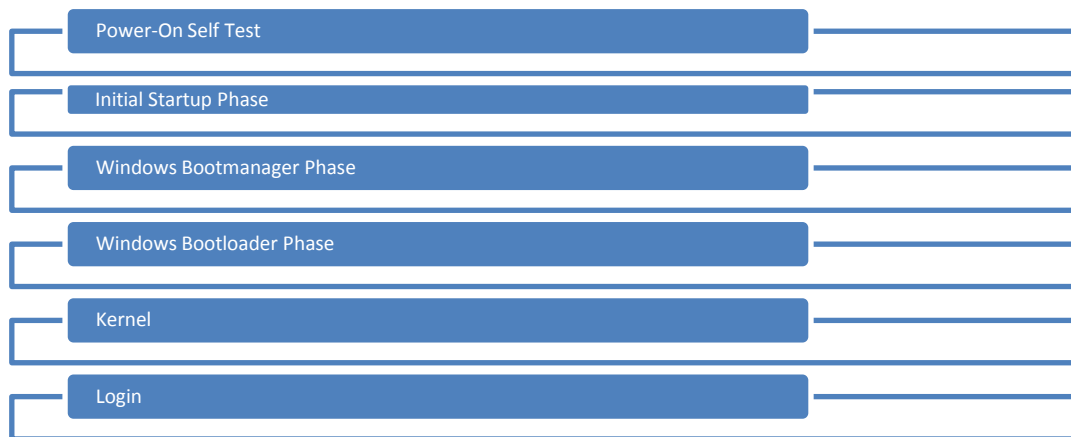 Power-On Self Test
Initial Startup Phase
Windows Bootmanager Phase
Windows Bootloader Phase
Kernel
Login